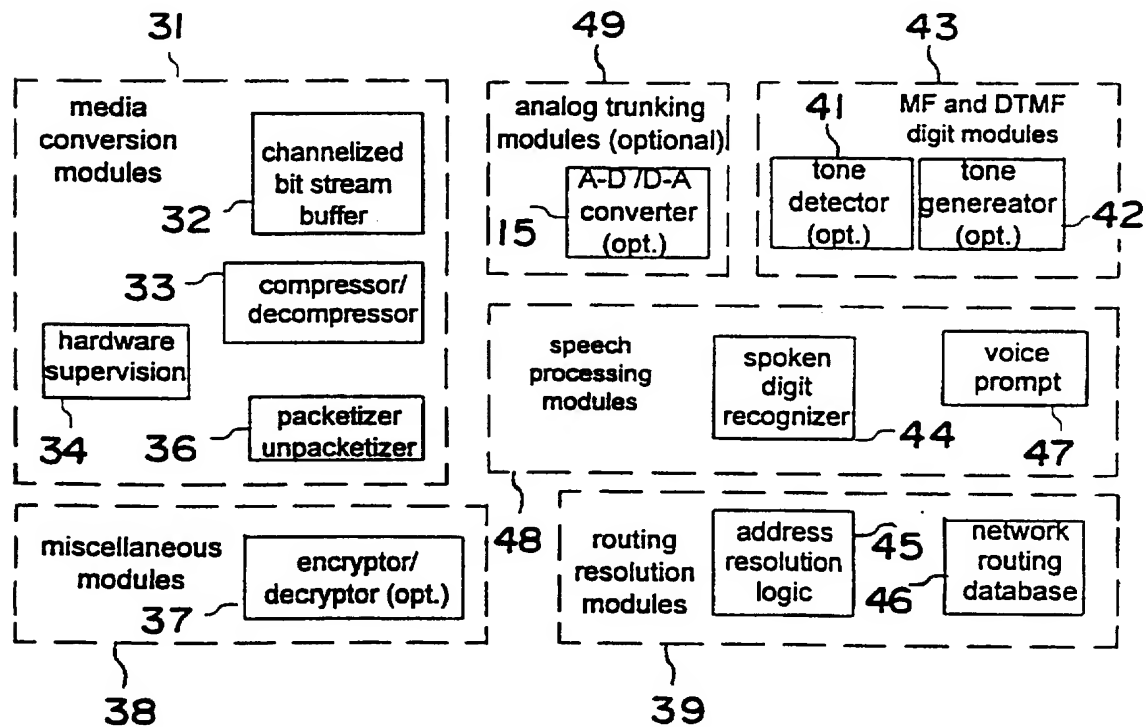 31
49
43
media
conversion
modules
channelized
bit stream
buffer
32
33
compressor/
decompressor
hardware
supervision
34
36
packetizer
unpacketizer
analog trunking
modules (optional)
A-D /D-A
converter
(opt.)
15
41
MF and DTMF
digit modules
tone
detector
(opt.)
tone
genereator
(opt.)
42
speech
processing
modules
spoken
digit
recognizer
44
voice
prompt
47
48
miscellaneous
modules
37
encryptor/
decryptor (opt.)
38
routing
resolution
modules
address
resolution
logic
45
46
network
routing
database
39